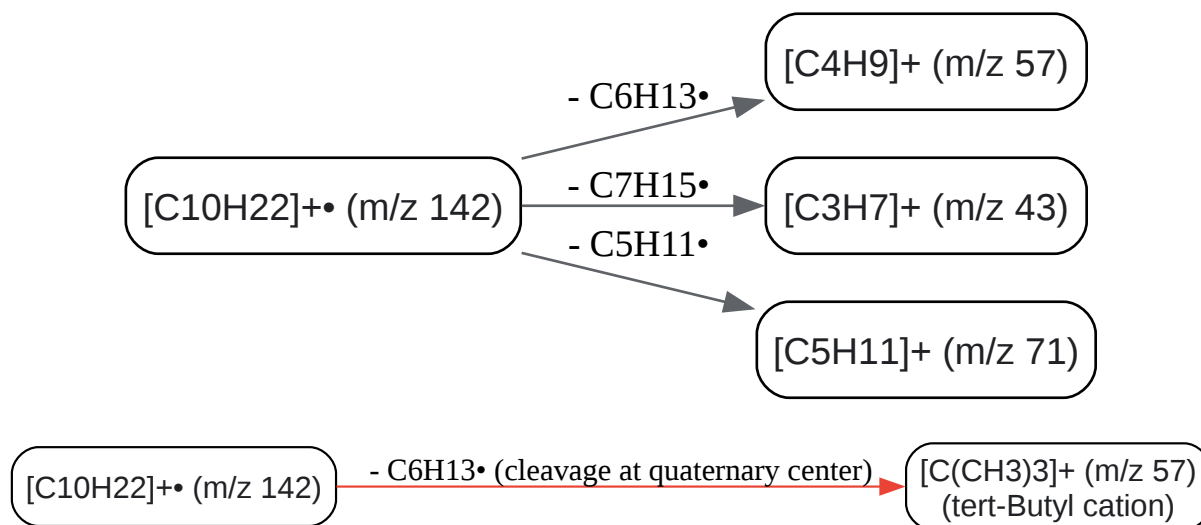 [C4H9]+ (m/z 57)
- C6H13•
[C10H22]+• (m/z 142)
- C7H15•
[C3H7]+ (m/z 43)
- C5H11•
[C5H11]+ (m/z 71)
[C10H22]+• (m/z 142)
- C6H13• (cleavage at quaternary center)
[C(CH3)3]+ (m/z 57)
(tert-Butyl cation)